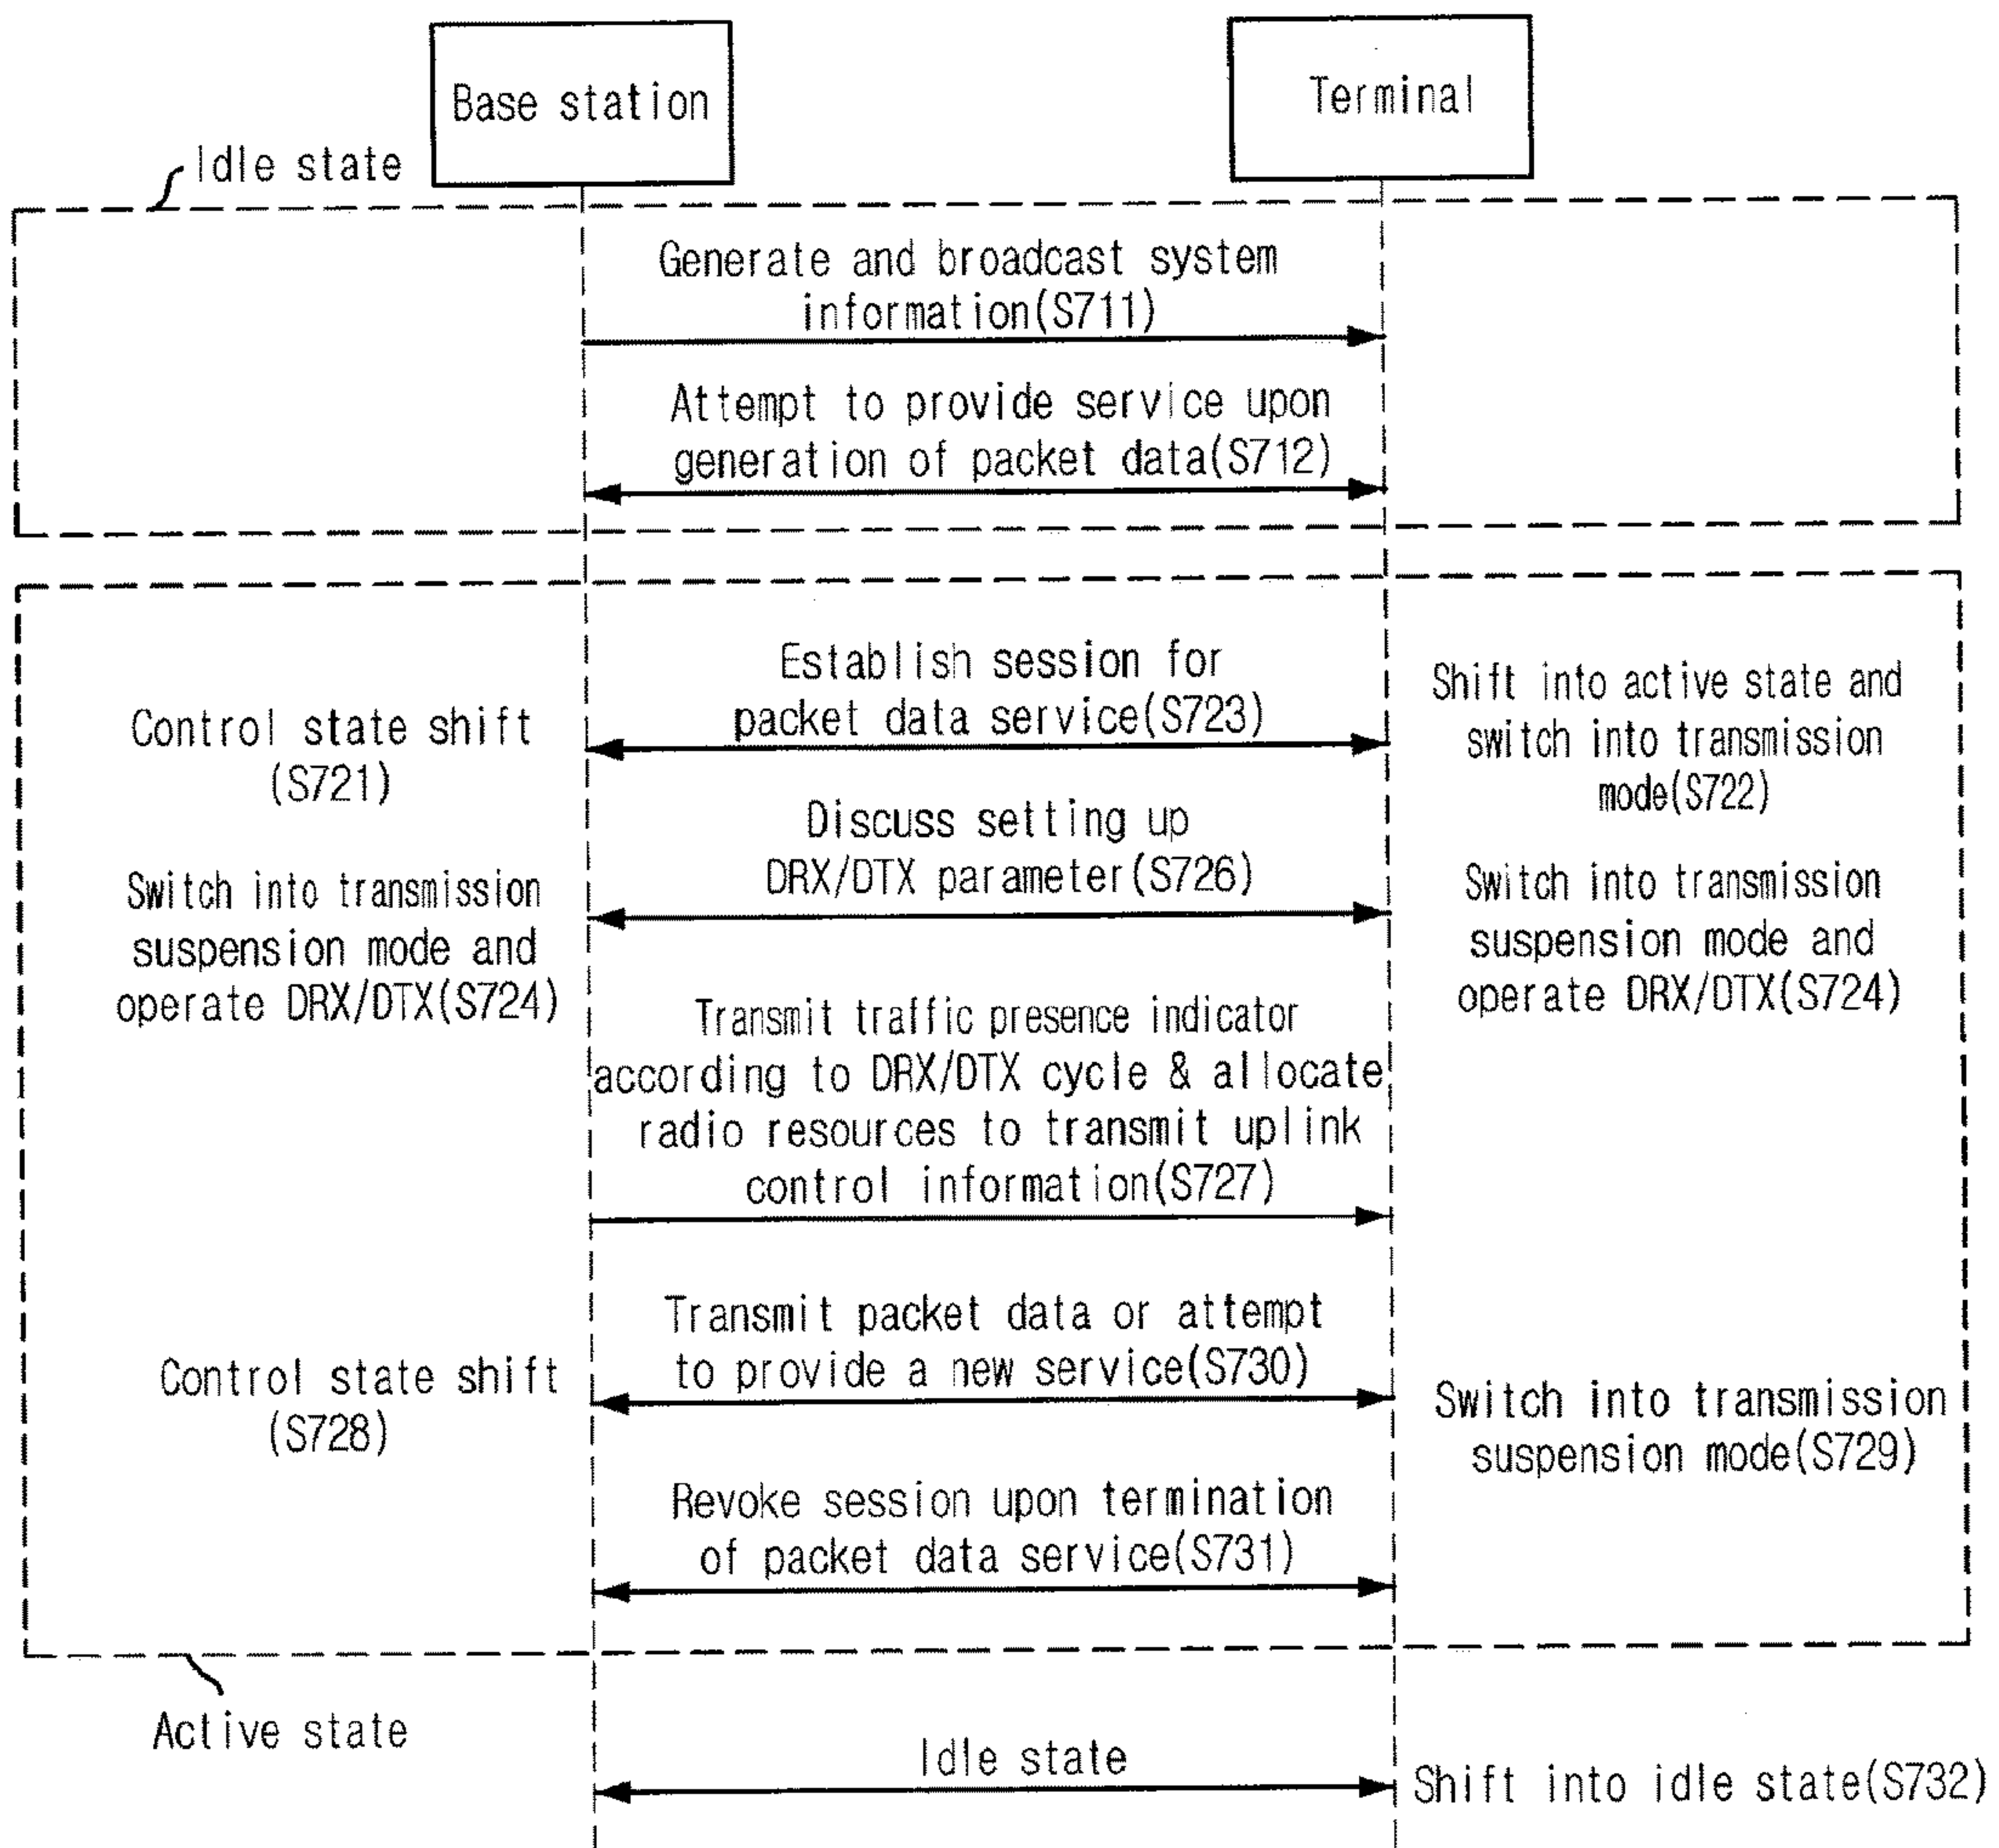 Base station
Terminal
Idle state
Generate and broadcast system
information(S711)
Attempt to provide service upon
generation of packet data(S712)
Establish session for
packet data service(S723)
Control state shift
(S721)
Shift into active state and
switch into transmission
mode(S722)
Discuss setting up
DRX/DTX parameter(S726)
Switch into transmission
suspension mode and
operate DRX/DTX(S724)
Switch into transmission
suspension mode and
operate DRX/DTX(S724)
Transmit traffic presence indicator
according to DRX/DTX cycle & allocate
radio resources to transmit uplink
control information(S727)
Transmit packet data or attempt
to provide a new service(S730)
Control state shift
(S728)
Switch into transmission
suspension mode(S729)
Revoke session upon termination
of packet data service(S731)
Active state
Idle state
Shift into idle state(S732)